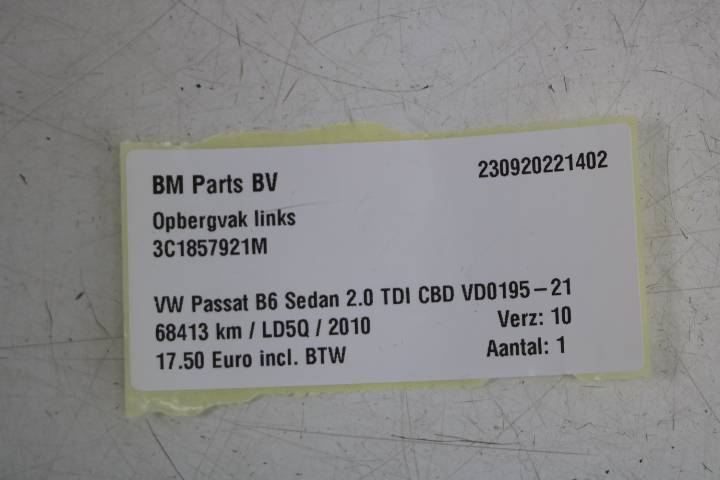 BM Parts BV
230920221402
Opbergvak links
3C1857921M
VW Passat B6 Sedan 2.0 TDI CBD VD0195-21
68413 km / LD5Q / 2010
Verz: 10
17.50 Euro incl. BTW
Aantal: 1